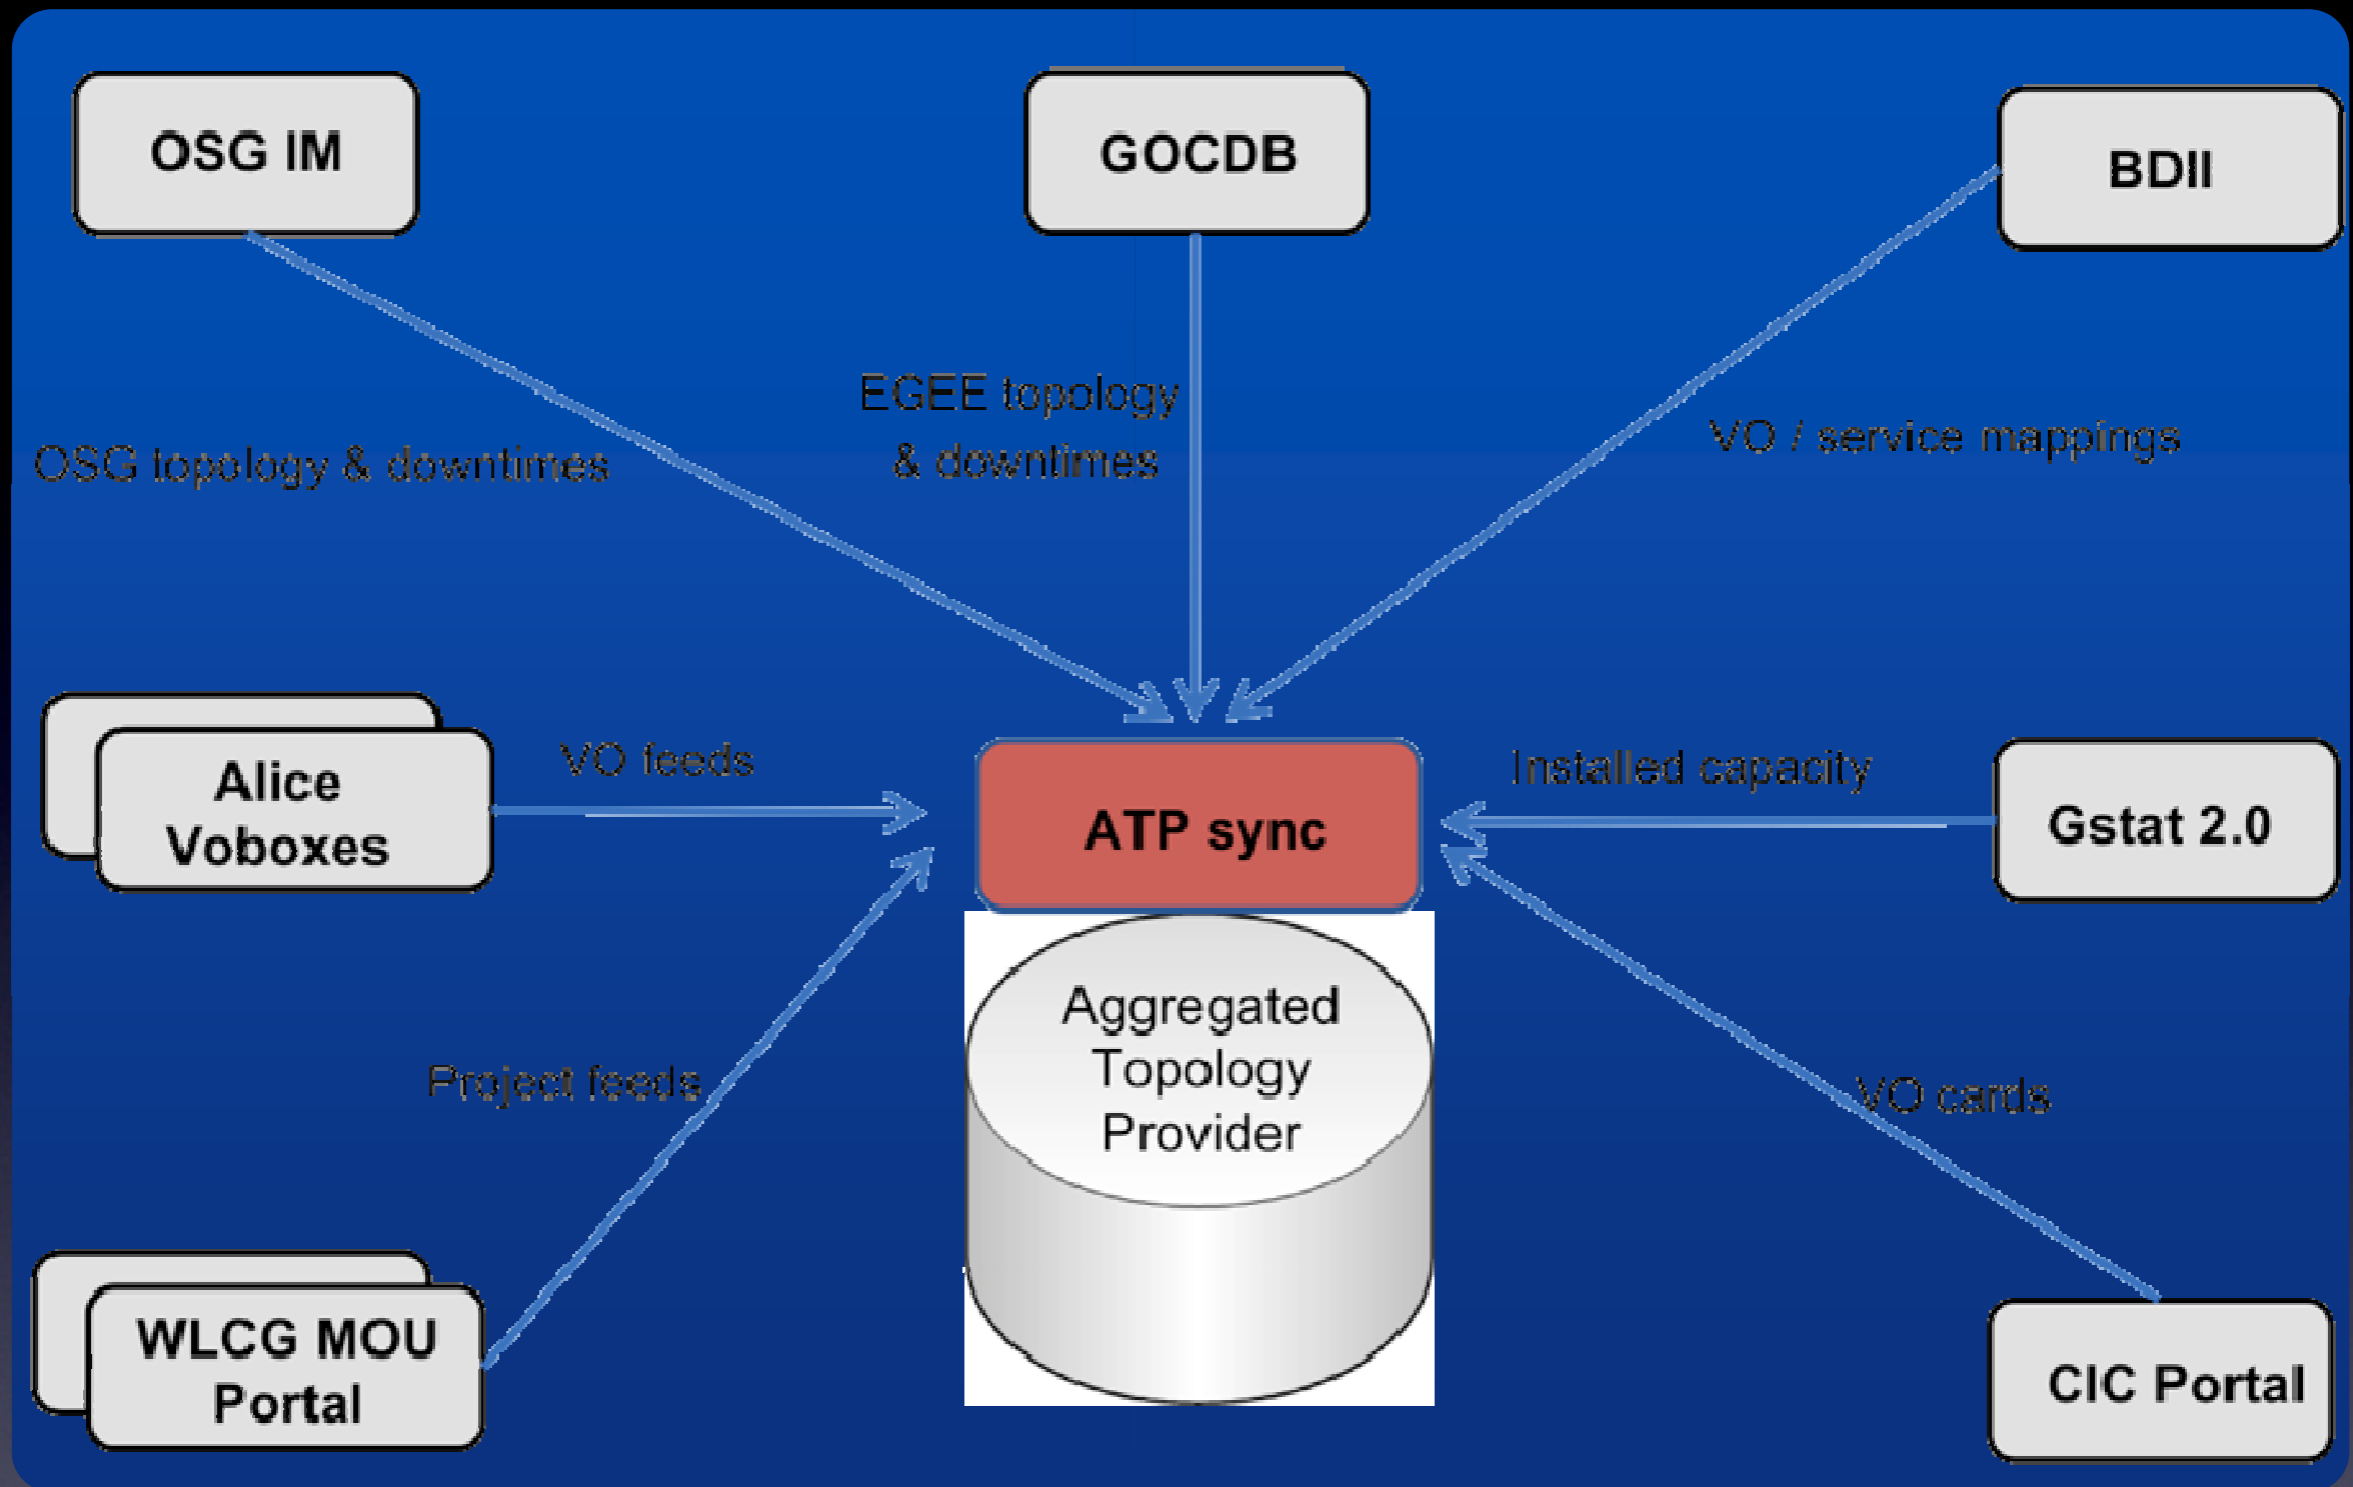 OSG IM
GOCDB
BDII
EGEE topology
& downtimes
OSG topology & downtimes
VO / service mappings
Alice
Voboxes
VO feeds
ATP sync
Installed capacity
Gstat 2.0
Aggregated
Topology
Provider
Project feeds
VO cards
WLCG MOU
Portal
CIC Portal